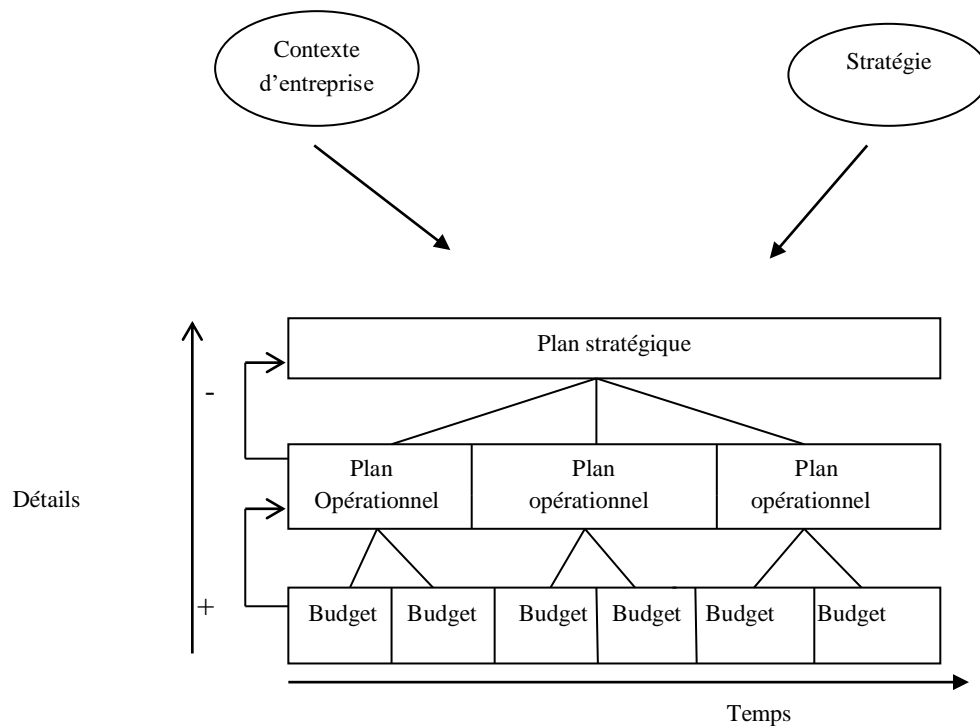 Contexte
d’entreprise
Stratégie
Plan stratégique
-
Plan
Opérationnel
Plan
opérationnel
Plan
opérationnel
Détails
+
Budget
Budget
Budget
Budget
Budget
Budget
Temps